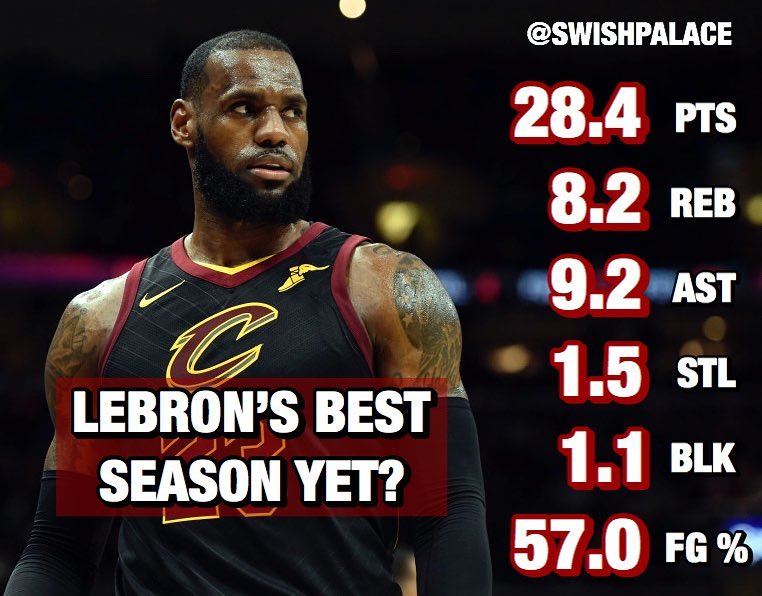 @SWISHPALACE
28.4 PTS
8.2 REB
9.2 AST
1.5 STL
1.1 BLK
57.0 FG %
C
LEBRON'S BEST
SEASON YET?
23